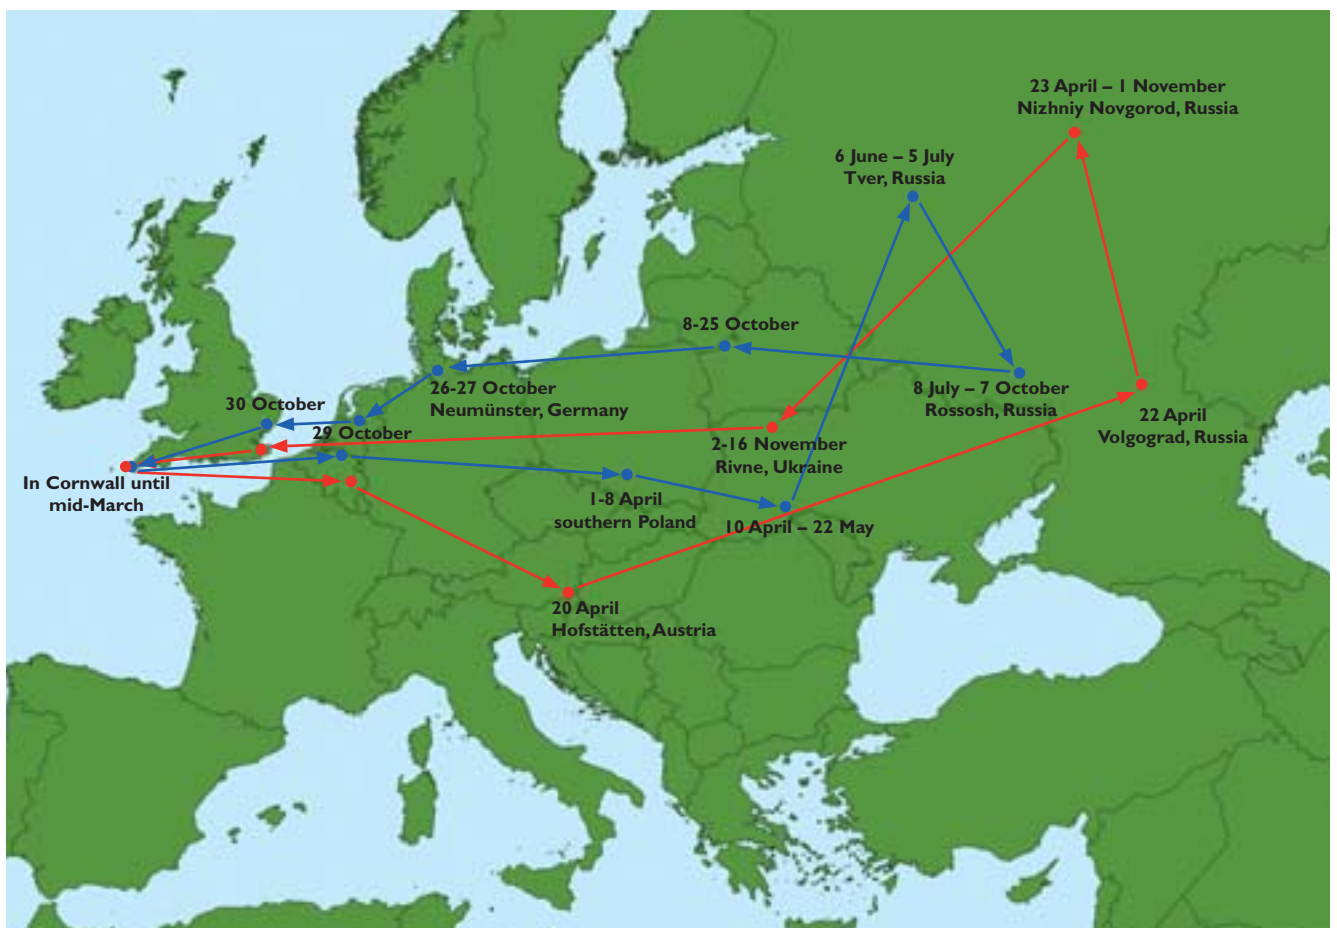 23 April – 1 November
Nizhniy Novgorod, Russia
6 June – 5 July
Tver, Russia
8-25 October
26-27 October
Neumünster, Germany
8 July – 7 October
Rossosh, Russia
30 October
29 October
22 April
Volgograd, Russia
2-16 November
Rivne, Ukraine
In Cornwall until
mid-March
1-8 April
southern Poland
10 April – 22 May
20 April
Hofstätten, Austria